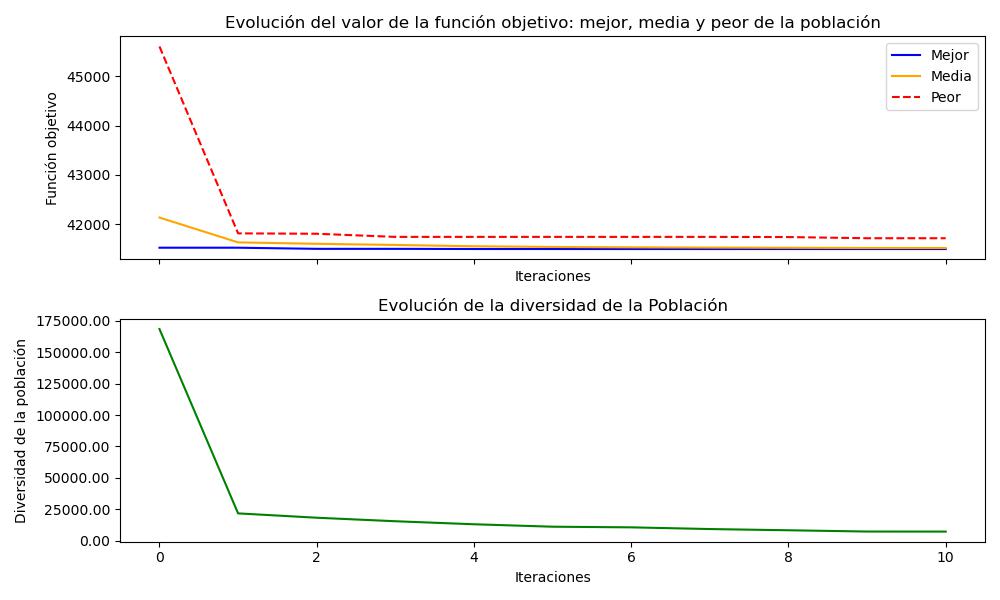 Evolución del valor de la función objetivo: mejor, media y peor de la población
45000
44000
43000
42000
Función objetivo
Mejor
Media
Peor
Iteraciones
Evolución de la diversidad de la Población
175000.00
150000.00
125000.00
100000.00
75000.00
50000.00
25000.00
0.00
Diversidad de la población
0 2 4 6 8 10
Iteraciones